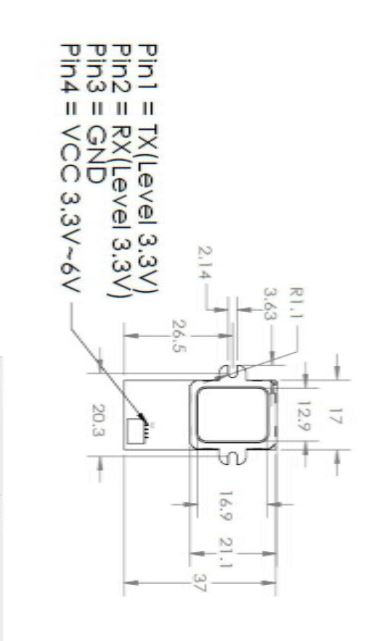 Pin1 = TX(Level 3.3V)
Pin2 = RX(Level 3.3V)
Pin3 = GND
Pin4 = VCC 3.3V~6V
R1.1
3.63
2.14
26.5
17
12.9
20.3
16.9
21.1
37